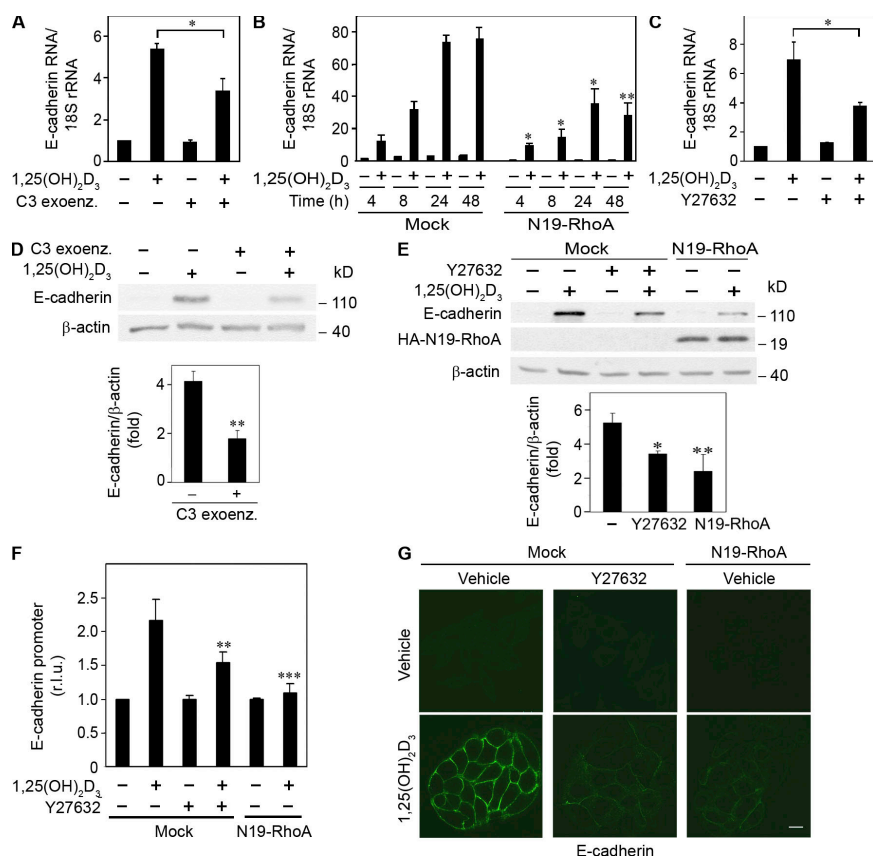 A
E-cadherin RNA/
18S rRNA
8
6
4
2
0
*
1,25(OH)₂D₃ – + – +
C3 exoenz. – – + +
B
E-cadherin RNA/
18S rRNA
80
60
40
20
0
* * * **
1,25(OH)₂D₃ – + – + – + – + – + – + – + – +
Time (h) 4 8 24 48 4 8 24 48
Mock N19-RhoA
C
E-cadherin RNA/
18S rRNA
8
6
4
2
0
*
1,25(OH)₂D₃ – + – +
Y27632 – – + +
D
C3 exoenz. – – + +
1,25(OH)₂D₃ – + – + kD
E-cadherin – 110
β-actin – 40
E-cadherin/β-actin
(fold)
4
2
0
**
– +
C3 exoenz.
E
Mock N19-RhoA
Y27632 – – + + – –
1,25(OH)₂D₃ – + – + – + kD
E-cadherin – 110
HA-N19-RhoA – 19
β-actin – 40
E-cadherin/β-actin
(fold)
6
4
2
0
* **
– Y27632 N19-RhoA
F
E-cadherin promoter
(r.l.u.)
2.5
2.0
1.5
1.0
0.5
0
** ***
1,25(OH)₂D₃ – + – + – +
Y27632 – – + + – –
Mock N19-RhoA
G
Mock N19-RhoA
Vehicle Y27632 Vehicle
Vehicle
1,25(OH)₂D₃
E-cadherin